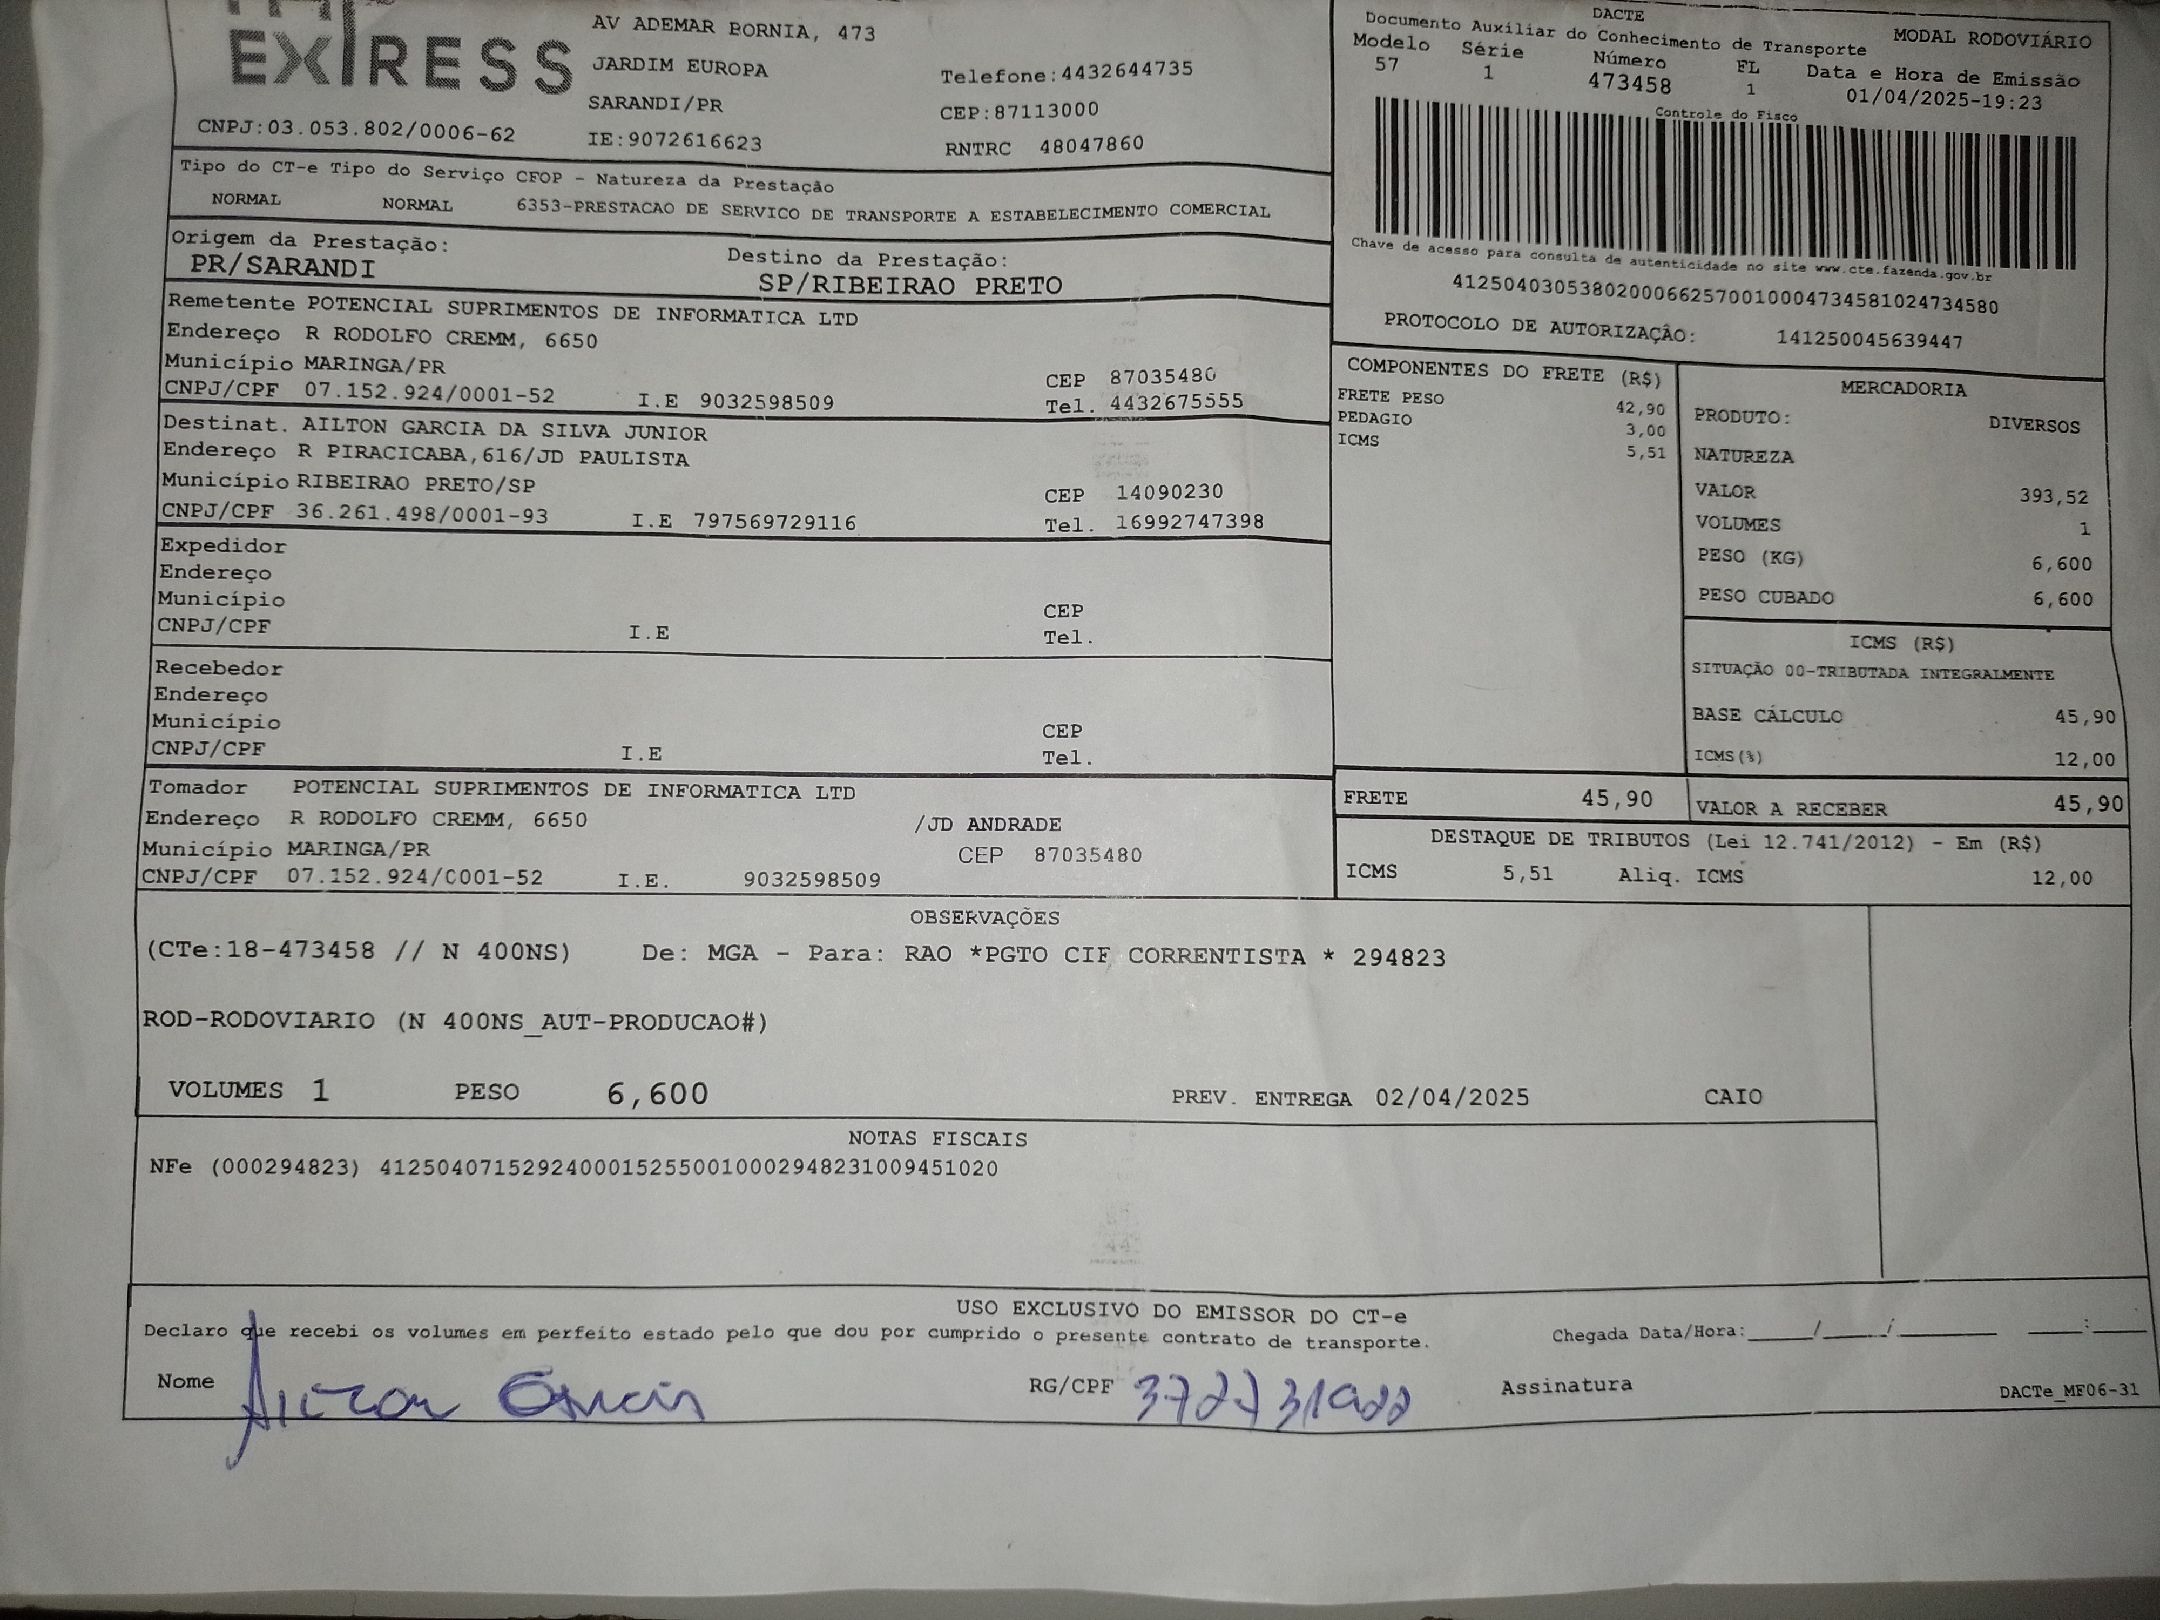 EXPRESS
AV ADEMAR BORNIA, 473
JARDIM EUROPA
Telefone:4432644735
SARANDI/PR
CEP:87113000
CNPJ:03.053.802/0006-62
IE:9072616623
RNTRC 48047860
DACTE
Documento Auxiliar do Conhecimento de Transporte
MODAL RODOVIÁRIO
Modelo Série Número FL Data e Hora de Emissão
57 1 473458 1 01/04/2025-19:23
Controle do Fisco
Chave de acesso para consulta de autenticidade no site www.cte.fazenda.gov.br
41250403053802000662570010004734581024734580
PROTOCOLO DE AUTORIZAÇÂO: 141250045639447
Tipo do CT-e Tipo do Serviço CFOP - Natureza da Prestação
NORMAL NORMAL 6353-PRESTACAO DE SERVICO DE TRANSPORTE A ESTABELECIMENTO COMERCIAL
Origem da Prestação: Destino da Prestação:
PR/SARANDI SP/RIBEIRAO PRETO
Remetente POTENCIAL SUPRIMENTOS DE INFORMATICA LTD
Endereço R RODOLFO CREMM, 6650
Município MARINGA/PR CEP 87035480
CNPJ/CPF 07.152.924/0001-52 I.E 9032598509 Tel. 4432675555
Destinat. AILTON GARCIA DA SILVA JUNIOR
Endereço R PIRACICABA,616/JD PAULISTA
Município RIBEIRAO PRETO/SP CEP 14090230
CNPJ/CPF 36.261.498/0001-93 I.E 797569729116 Tel. 16992747398
Expedidor
Endereço
Município CEP
CNPJ/CPF I.E Tel.
Recebedor
Endereço
Município CEP
CNPJ/CPF I.E Tel.
Tomador POTENCIAL SUPRIMENTOS DE INFORMATICA LTD
Endereço R RODOLFO CREMM, 6650 /JD ANDRADE
Município MARINGA/PR CEP 87035480
CNPJ/CPF 07.152.924/0001-52 I.E. 9032598509
COMPONENTES DO FRETE (R$)
FRETE PESO 42,90
PEDAGIO 3,00
ICMS 5,51
MERCADORIA
PRODUTO: DIVERSOS
NATUREZA
VALOR 393,52
VOLUMES 1
PESO (KG) 6,600
PESO CUBADO 6,600
ICMS (R$)
SITUAÇÃO 00-TRIBUTADA INTEGRALMENTE
BASE CÁLCULO 45,90
ICMS(%) 12,00
FRETE 45,90 VALOR A RECEBER 45,90
DESTAQUE DE TRIBUTOS (Lei 12.741/2012) - Em (R$)
ICMS 5,51 Aliq. ICMS 12,00
OBSERVAÇÕES
(CTe:18-473458 // N 400NS) De: MGA - Para: RAO *PGTO CIF CORRENTISTA * 294823
ROD-RODOVIARIO (N 400NS_AUT-PRODUCAO#)
VOLUMES 1 PESO 6,600 PREV. ENTREGA 02/04/2025 CAIO
NOTAS FISCAIS
NFe (000294823) 41250407152924000152550010002948231009451020
USO EXCLUSIVO DO EMISSOR DO CT-e
Declaro que recebi os volumes em perfeito estado pelo que dou por cumprido o presente contrato de transporte. Chegada Data/Hora:_____/_____/________ ____:____
Nome Ailton Garcia RG/CPF Assinatura DACTe_MF06-31